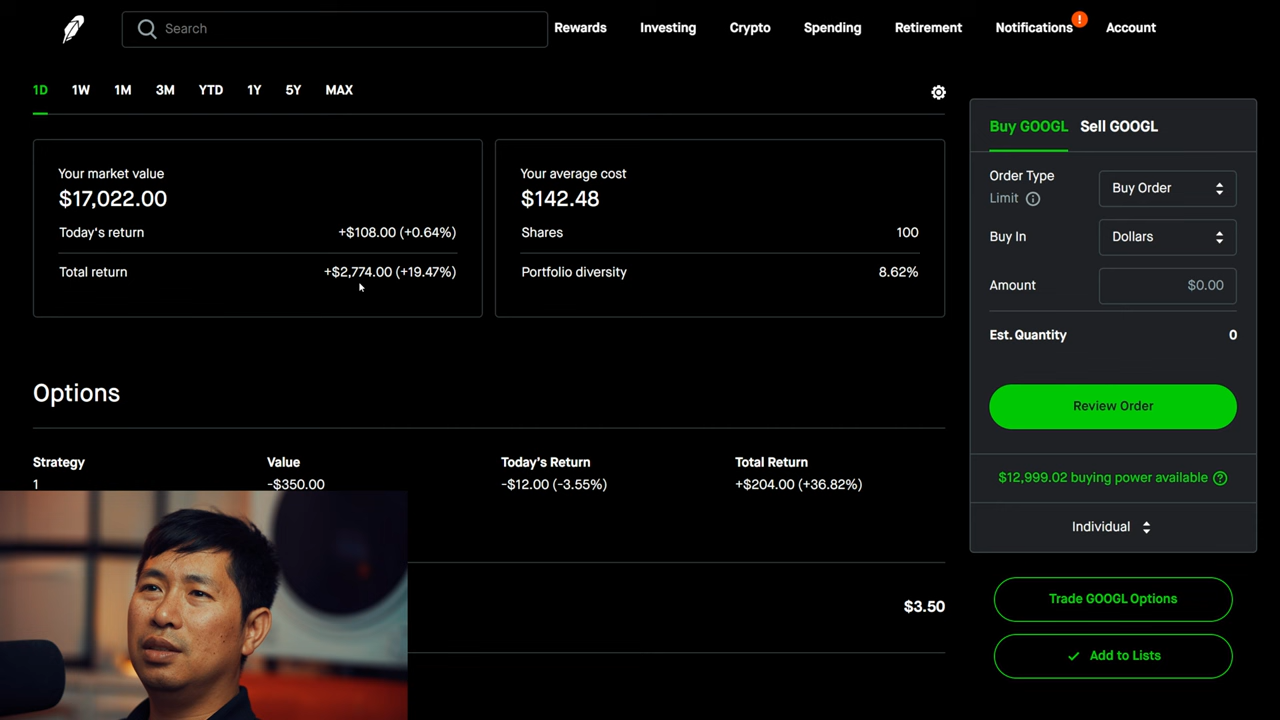 Search
Rewards
Investing
Crypto
Spending
Retirement
Notifications
!
Account
1D
1W
1M
3M
YTD
1Y
5Y
MAX
Your market value
$17,022.00
Today's return
+$108.00 (+0.64%)
Total return
+$2,774.00 (+19.47%)
Your average cost
$142.48
Shares
100
Portfolio diversity
8.62%
Buy GOOGL
Sell GOOGL
Order Type
Limit
Buy Order
Buy In
Dollars
Amount
$0.00
Est. Quantity
0
Review Order
$12,999.02 buying power available
?
Individual
Trade GOOGL Options
Add to Lists
Options
Strategy
Value
Today's Return
Total Return
1
-$350.00
-$12.00 (-3.55%)
+$204.00 (+36.82%)
$3.50